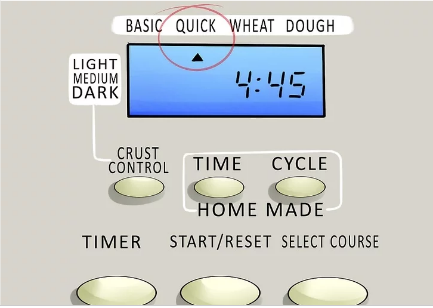 BASIC QUICK WHEAT DOUGH
LIGHT
MEDIUM
DARK
4:45
CRUST
CONTROL
TIME CYCLE
HOME MADE
TIMER START/RESET SELECT COURSE